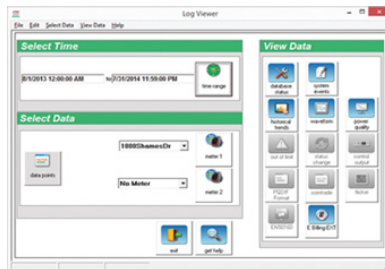 Log Viewer
File Edit Select Data View Data Help
Select Time
8/1/2013 12:00:00 AM to 7/31/2014 11:59:00 PM
time range
Select Data
data points
1800ShamesDr
meter 1
No Meter
meter 2
exit
get help
View Data
database status
system events
historical trends
waveform
power quality
out of limit
status change
control output
PQDIF Format
comtrade
flicker
EN50160
E-Biling EXT